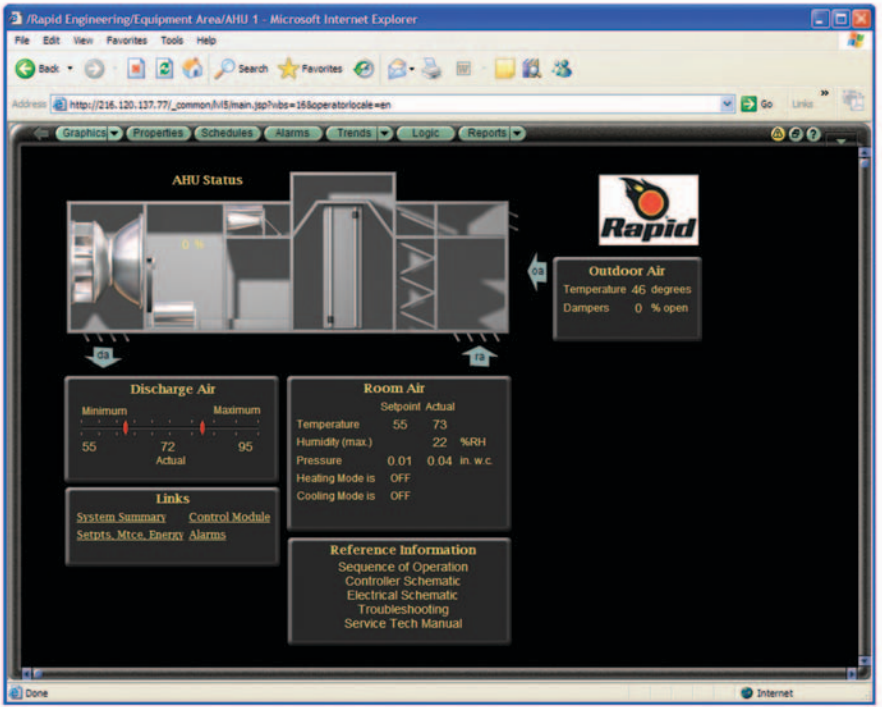 /Rapid Engineering/Equipment Area/AHU 1 - Microsoft Internet Explorer
File Edit View Favorites Tools Help
Back Search Favorites
Address http://216.120.137.77/_common/lvl5/main.jsp?wbs=16&operatorlocale=en Go Links
Graphics Properties Schedules Alarms Trends Logic Reports
AHU Status
0 %
Rapid
oa
Outdoor Air
Temperature 46 degrees
Dampers 0 % open
da
ra
Discharge Air
Minimum Maximum
55 72 95
Actual
Room Air
Setpoint Actual
Temperature 55 73
Humidity (max.) 22 %RH
Pressure 0.01 0.04 in. w.c.
Heating Mode is OFF
Cooling Mode is OFF
Links
System Summary Control Module
Setpts, Mtce, Energy Alarms
Reference Information
Sequence of Operation
Controller Schematic
Electrical Schematic
Troubleshooting
Service Tech Manual
Done Internet